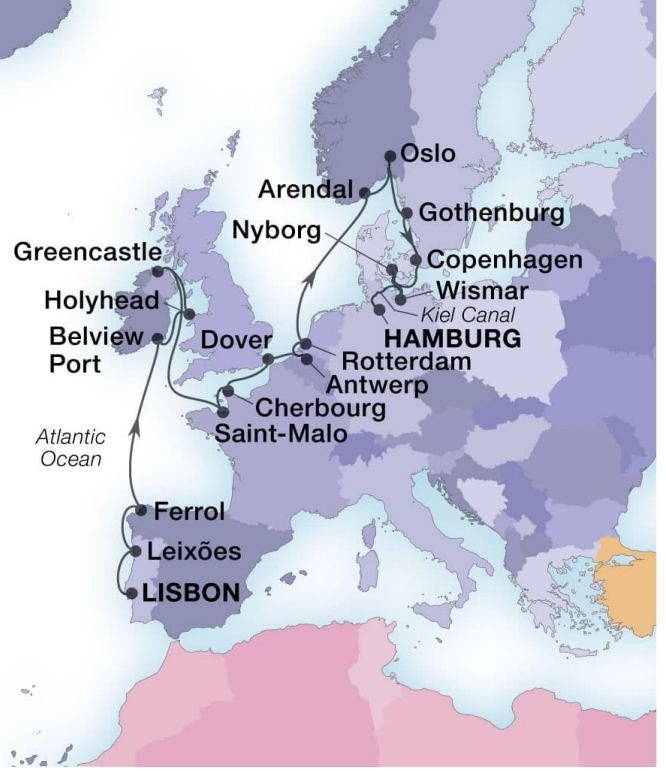 Oslo
Arendal
Gothenburg
Nyborg
Greencastle
Copenhagen
Wismar
Holyhead
Kiel Canal
Belview
Port
Dover
HAMBURG
Rotterdam
Antwerp
Cherbourg
Saint-Malo
Atlantic
Ocean
Ferrol
Leixões
LISBON